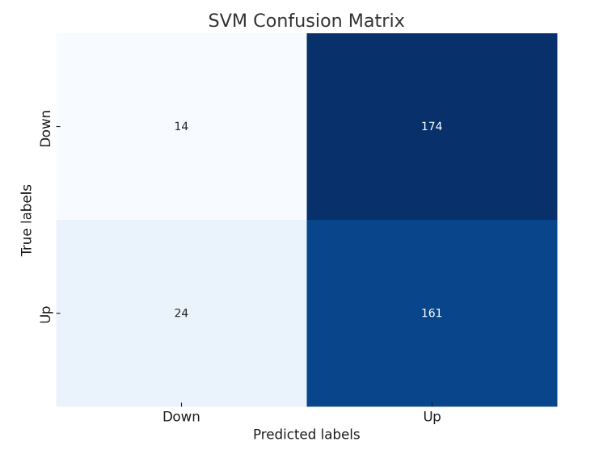 SVM Confusion Matrix
True labels
Down
14
174
Up
24
161
Down
Up
Predicted labels